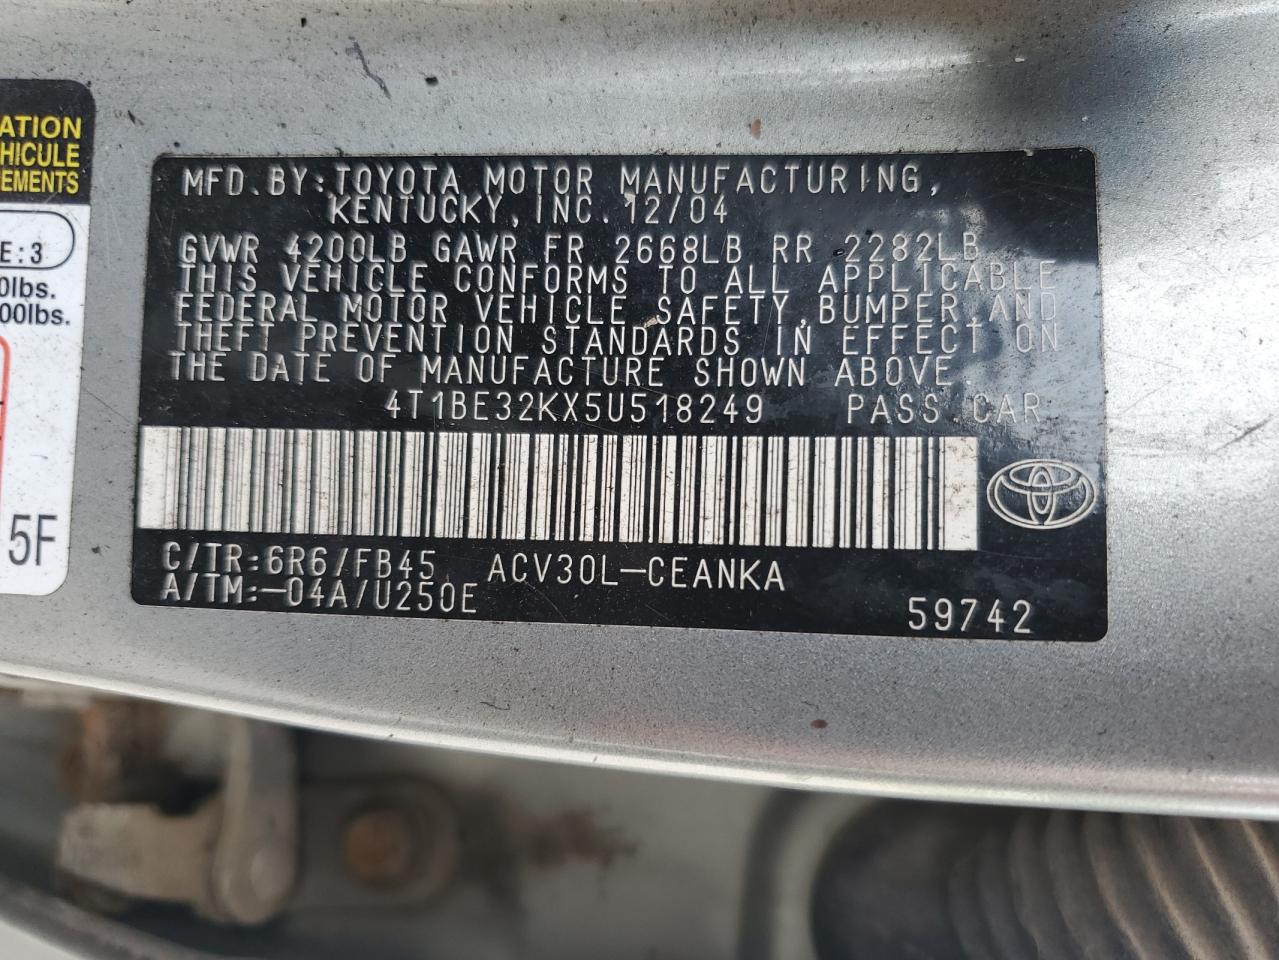 ATION
HICULE
EMENTS
E:3
0lbs.
00lbs.
5F
MFD.BY:TOYOTA MOTOR MANUFACTURING,
KENTUCKY,INC. 12/04
GVWR 4200LB GAWR FR 2668LB RR 2282LB
THIS VEHICLE CONFORMS TO ALL APPLICABLE
FEDERAL MOTOR VEHICLE SAFETY,BUMPER,AND
THEFT PREVENTION STANDARDS IN EFFECT ON
THE DATE OF MANUFACTURE SHOWN ABOVE.
4T1BE32KX5U518249 PASS CAR
C/TR:6R6/FB45 ACV30L-CEANKA
A/TM:-04A/U250E
59742